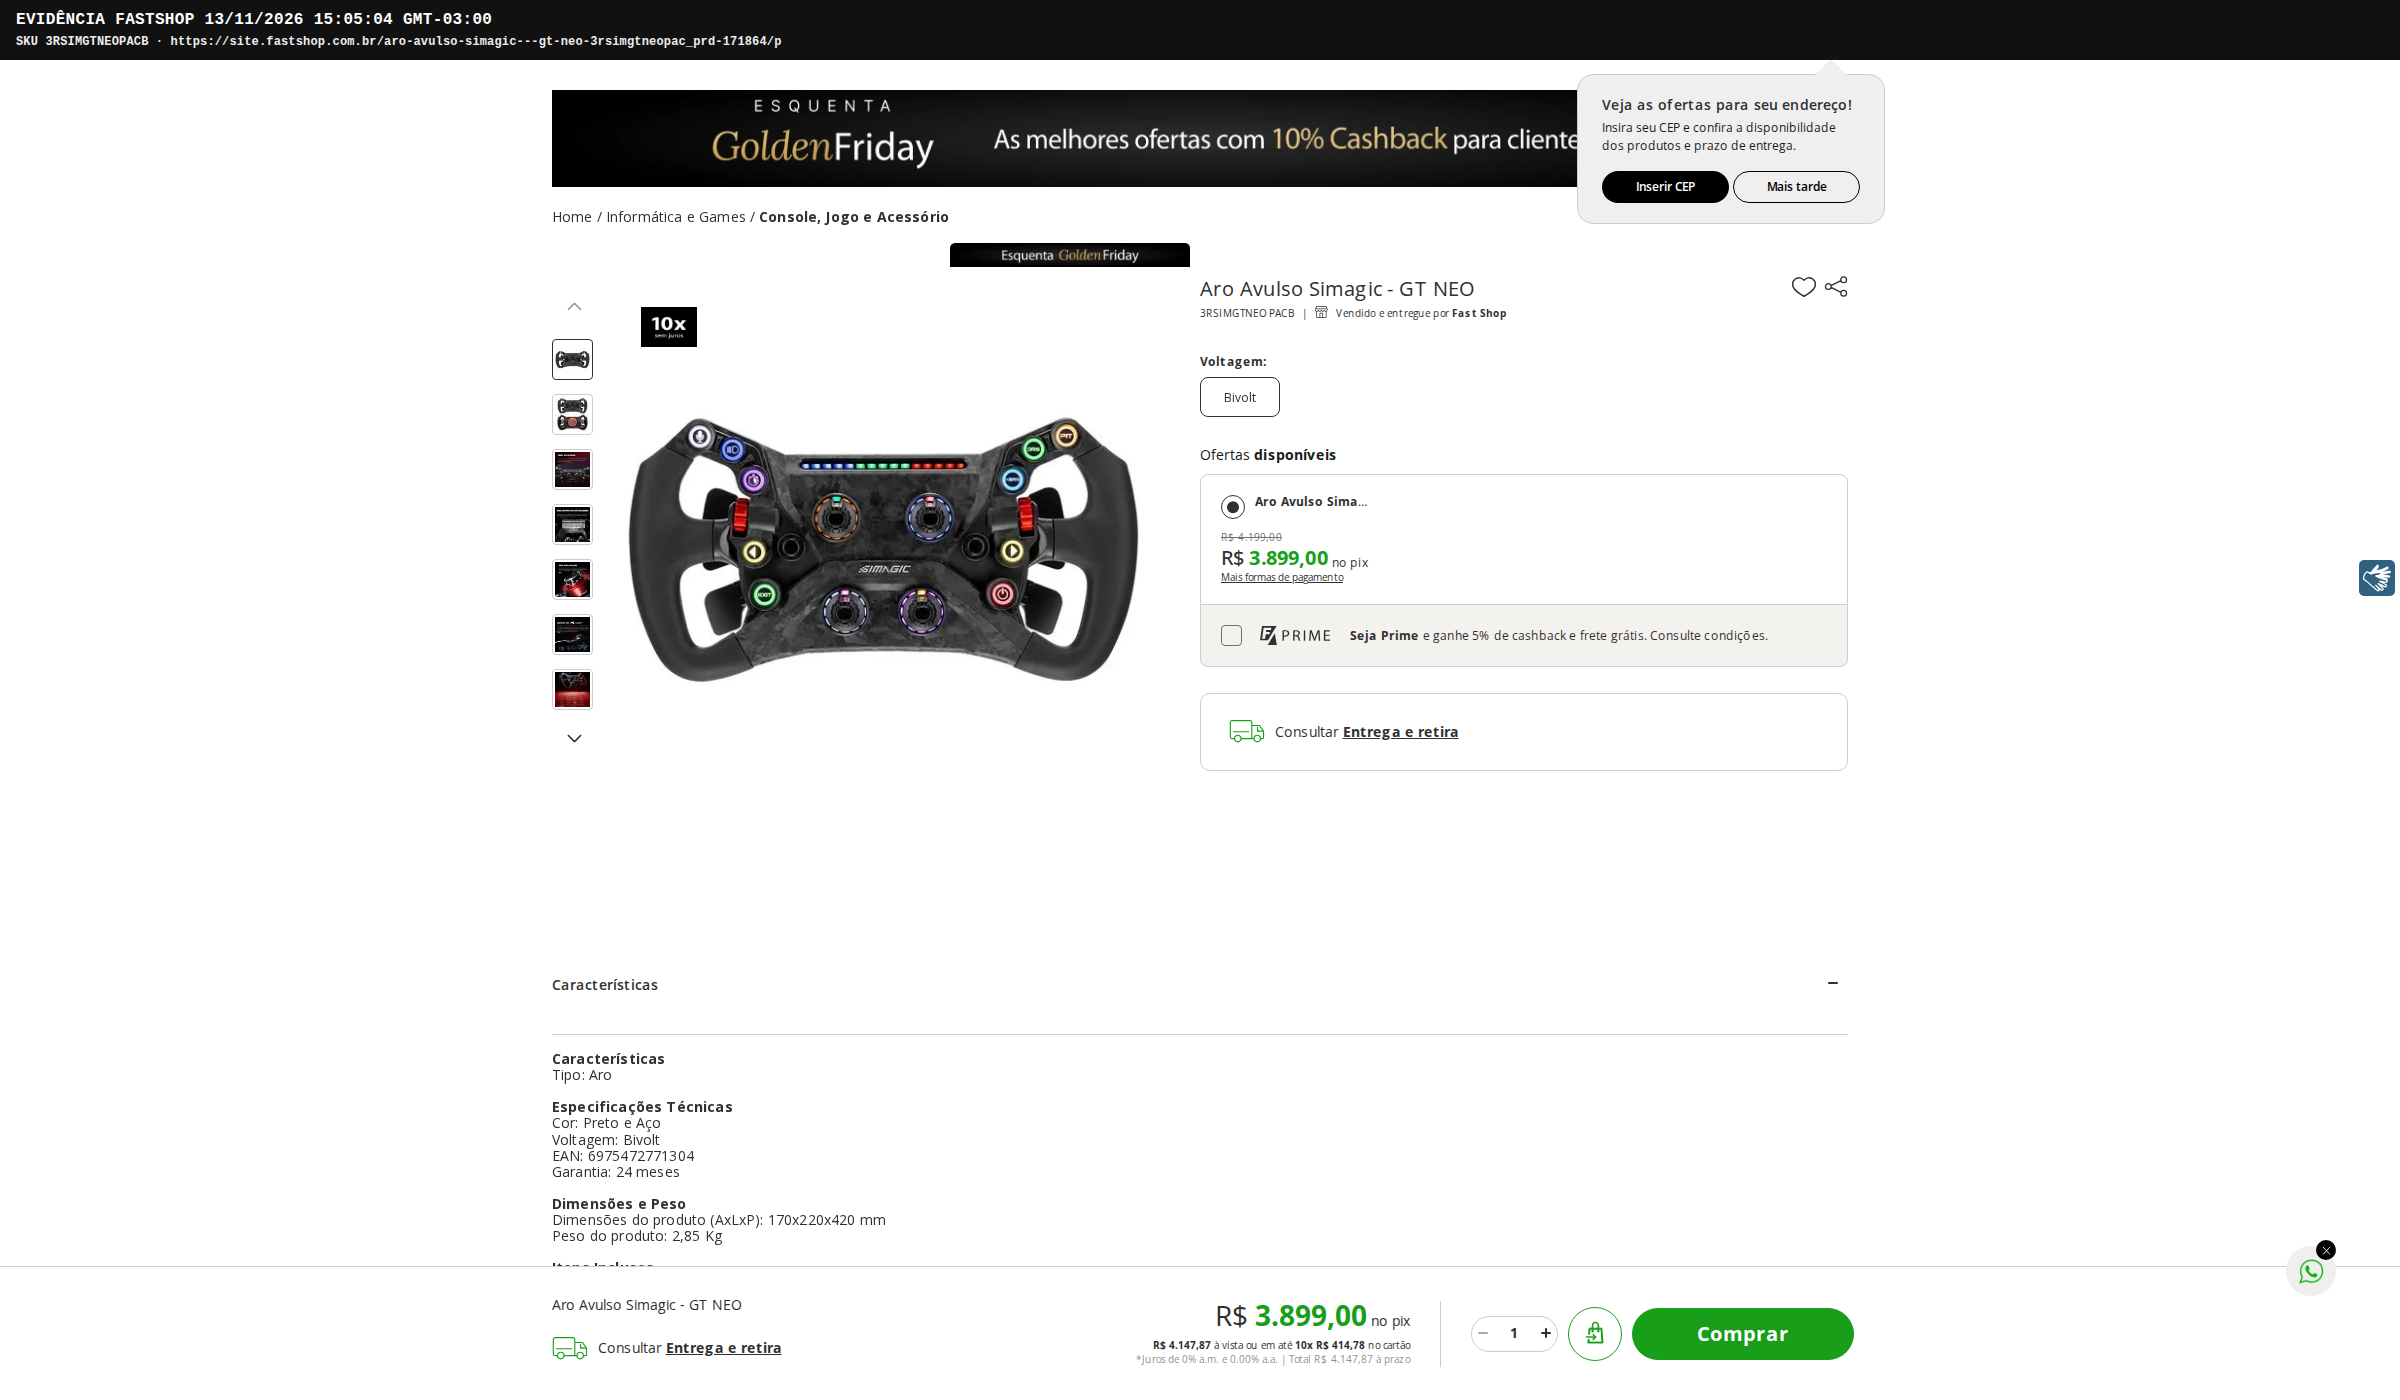 EVIDÊNCIA FASTSHOP 13/11/2026 15:05:04 GMT-03:00
SKU 3RSIMGTNEOPACB · https://site.fastshop.com.br/aro-avulso-simagic---gt-neo-3rsimgtneopac_prd-171864/p
ESQUENTA
GoldenFriday
As melhores ofertas com 10% Cashback para cliente
Veja as ofertas para seu endereço!
Insira seu CEP e confira a disponibilidade
dos produtos e prazo de entrega.
Inserir CEP
Mais tarde
Home / Informática e Games / Console, Jogo e Acessório
Esquenta GoldenFriday
10x
sem juros
PIT
SIMAGIC
EXIT
Aro Avulso Simagic - GT NEO
3RSIMGTNEOPACB | Vendido e entregue por Fast Shop
Voltagem:
Bivolt
Ofertas disponíveis
Aro Avulso Sima...
R$ 4.199,00
R$ 3.899,00 no pix
Mais formas de pagamento
PRIME Seja Prime e ganhe 5% de cashback e frete grátis. Consulte condições.
Consultar Entrega e retira
Características
Características
Tipo: Aro
Especificações Técnicas
Cor: Preto e Aço
Voltagem: Bivolt
EAN: 6975472771304
Garantia: 24 meses
Dimensões e Peso
Dimensões do produto (AxLxP): 170x220x420 mm
Peso do produto: 2,85 Kg
Itens Inclusos
Aro Avulso Simagic - GT NEO
Consultar Entrega e retira
R$ 3.899,00 no pix
R$ 4.147,87 à vista ou em até 10x R$ 414,78 no cartão
*Juros de 0% a.m. e 0.00% a.a. | Total R$ 4.147,87 à prazo
1
Comprar